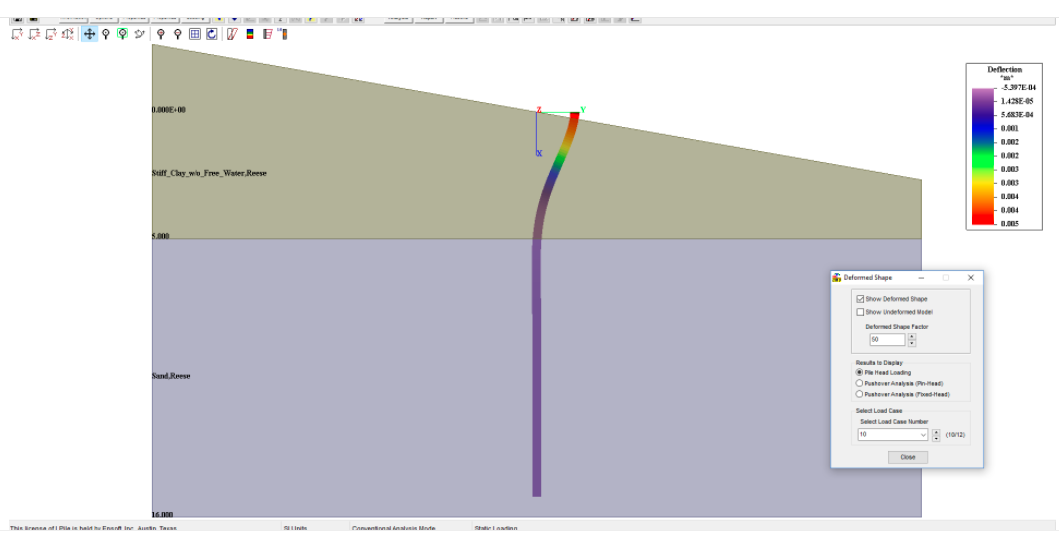 0.000E+00
Z
Y
X
Stiff_Clay_w/o_Free_Water,Reese
5.000
Sand,Reese
16.000
Deflection
"m"
-5.397E-04
1.428E-05
5.683E-04
0.001
0.002
0.002
0.003
0.003
0.004
0.004
0.005
Deformed Shape
Show Deformed Shape
Show Undeformed Model
Deformed Shape Factor
50
Results to Display
Pile Head Loading
Pushover Analysis (Pin-Head)
Pushover Analysis (Fixed-Head)
Select Load Case
Select Load Case Number
10
(10/12)
Close
This license of LPile is held by Ensoft, Inc. Austin, Texas
SI Units
Conventional Analysis Mode
Static Loading